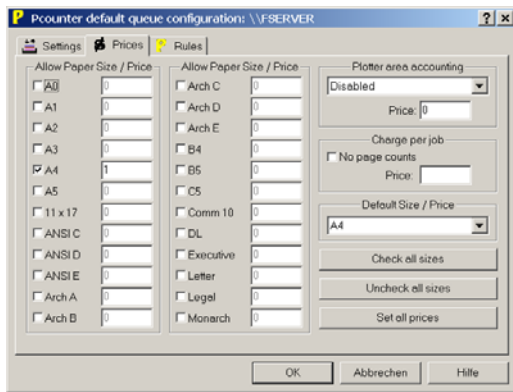 Pcounter default queue configuration: \\FSERVER
Settings
Prices
Rules
Allow Paper Size / Price
A0 0
A1 0
A2 0
A3 0
A4 1
A5 0
11 x 17 0
ANSI C 0
ANSI D 0
ANSI E 0
Arch A 0
Arch B 0
Allow Paper Size / Price
Arch C 0
Arch D 0
Arch E 0
B4 0
B5 0
C5 0
Comm 10 0
DL 0
Executive 0
Letter 0
Legal 0
Monarch 0
Plotter area accounting
Disabled
Price: 0
Charge per job
No page counts
Price:
Default Size / Price
A4
Check all sizes
Uncheck all sizes
Set all prices
OK
Abbrechen
Hilfe